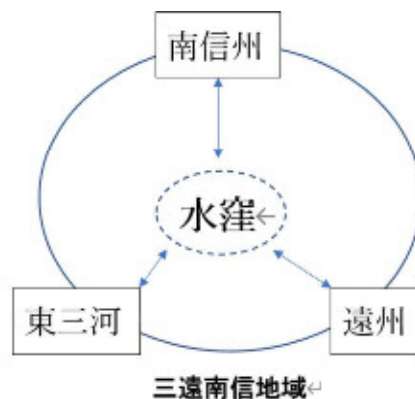 南信州
水窪←
東三河
遠州
三遠南信地域↵